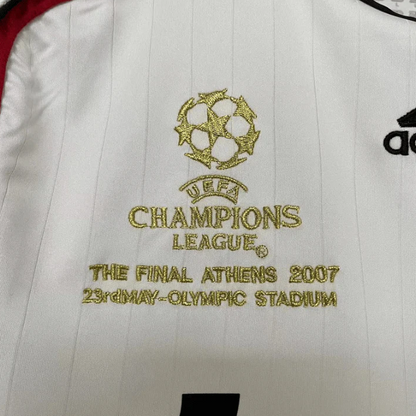 UEFA
CHAMPIONS
LEAGUE®
THE FINAL ATHENS 2007
23rdMAY-OLYMPIC STADIUM